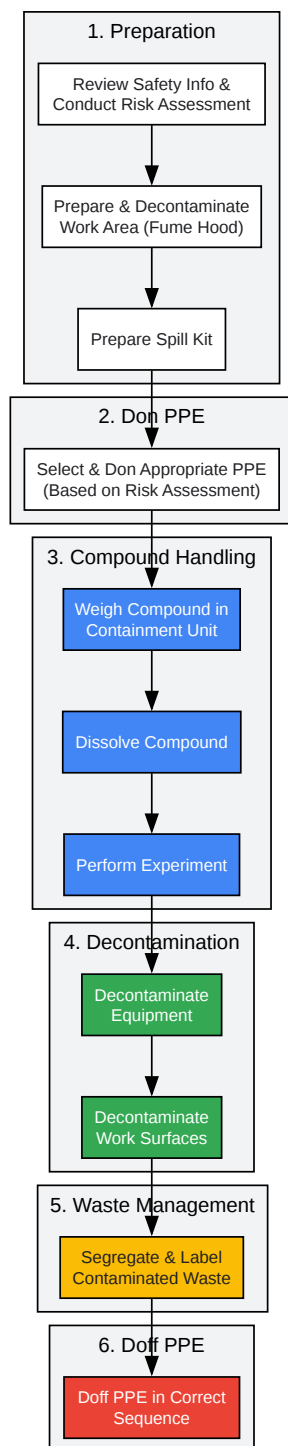 1. Preparation
Review Safety Info &
Conduct Risk Assessment
Prepare & Decontaminate
Work Area (Fume Hood)
Prepare Spill Kit
2. Don PPE
Select & Don Appropriate PPE
(Based on Risk Assessment)
3. Compound Handling
Weigh Compound in
Containment Unit
Dissolve Compound
Perform Experiment
4. Decontamination
Decontaminate
Equipment
Decontaminate
Work Surfaces
5. Waste Management
Segregate & Label
Contaminated Waste
6. Doff PPE
Doff PPE in Correct
Sequence